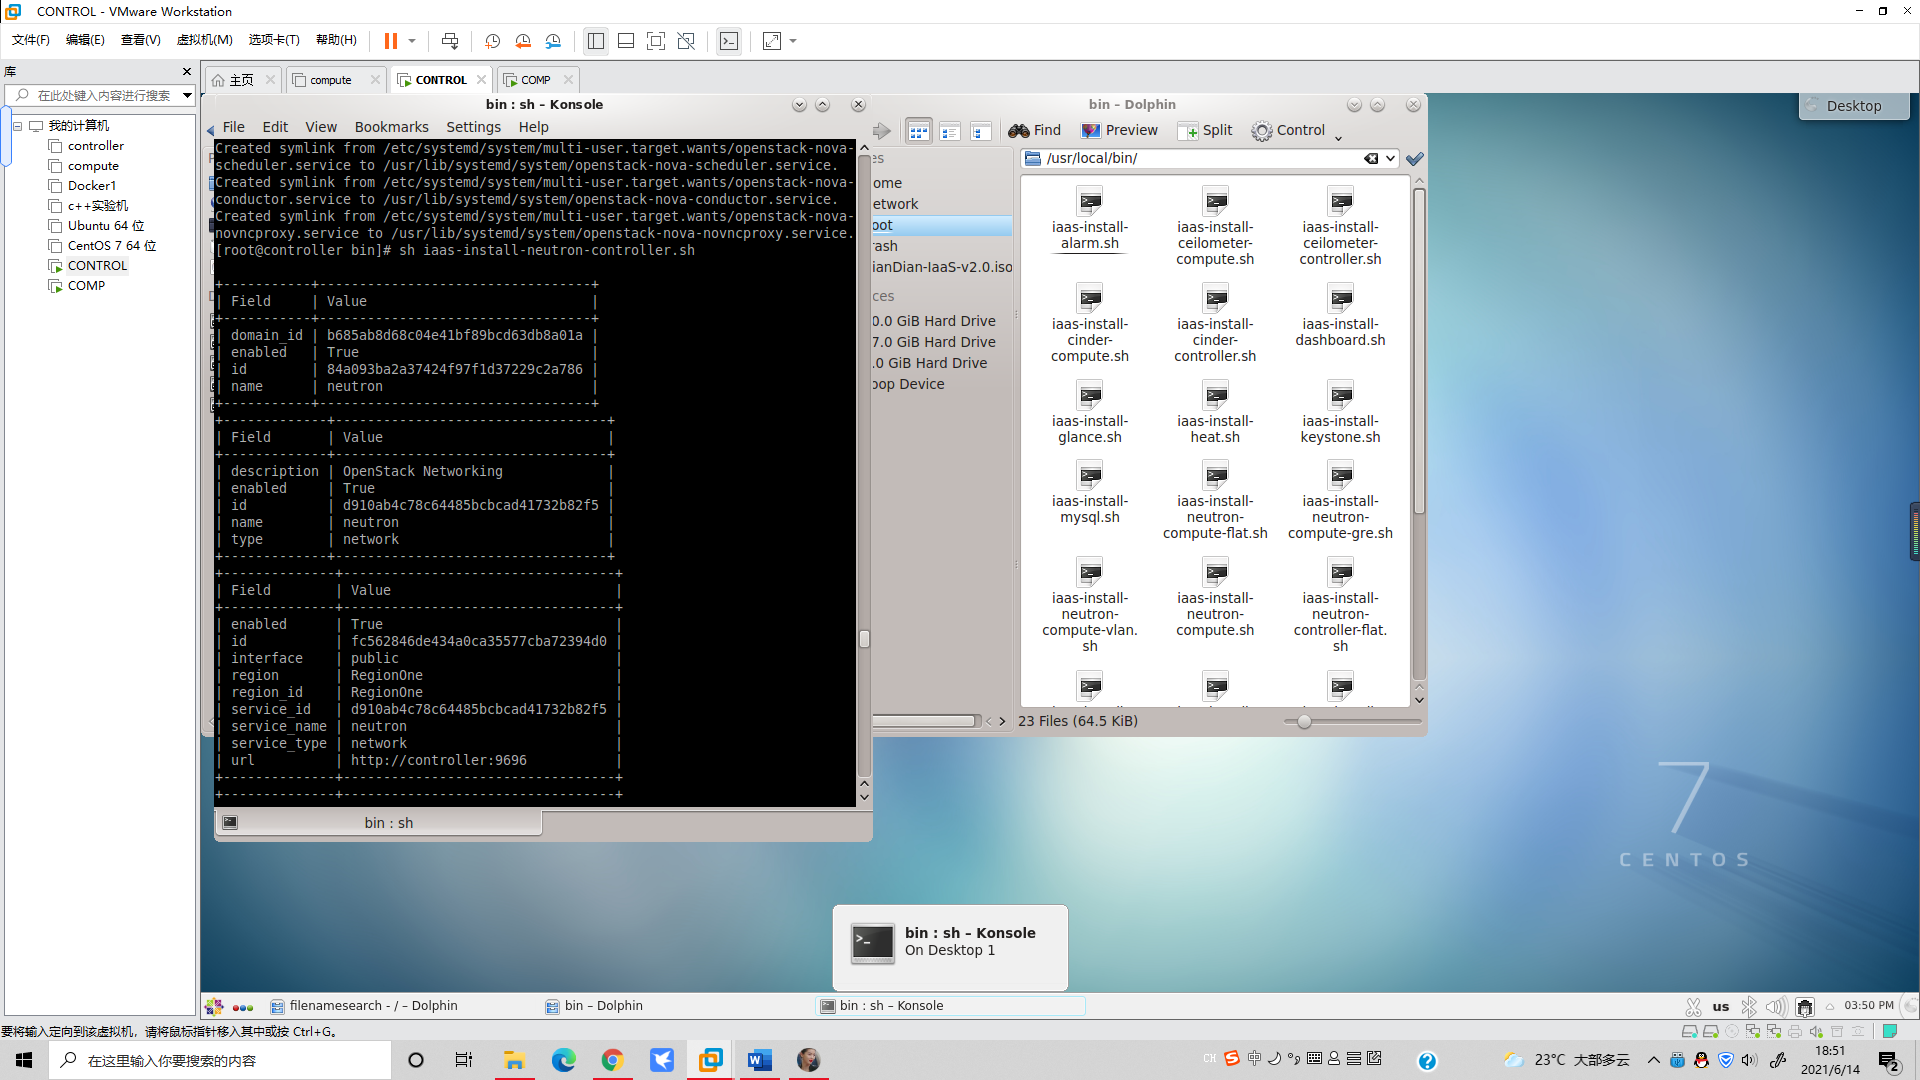 CONTROL - VMware Workstation
文件(F) 编辑(E) 查看(V) 虚拟机(M) 选项卡(T) 帮助(H)
库
在此处键入内容进行搜索
我的计算机
controller
compute
Docker1
c++实验机
Ubuntu 64 位
CentOS 7 64 位
CONTROL
COMP
主页 compute CONTROL COMP
bin : sh – Konsole
File Edit View Bookmarks Settings Help
Created symlink from /etc/systemd/system/multi-user.target.wants/openstack-nova-
scheduler.service to /usr/lib/systemd/system/openstack-nova-scheduler.service.
Created symlink from /etc/systemd/system/multi-user.target.wants/openstack-nova-
conductor.service to /usr/lib/systemd/system/openstack-nova-conductor.service.
Created symlink from /etc/systemd/system/multi-user.target.wants/openstack-nova-
novncproxy.service to /usr/lib/systemd/system/openstack-nova-novncproxy.service.
[root@controller bin]# sh iaas-install-neutron-controller.sh
+-----------+----------------------------------+
| Field | Value |
+-----------+----------------------------------+
| domain_id | b685ab8d68c04e41bf89bcd63db8a01a |
| enabled | True |
| id | 84a093ba2a37424f97f1d37229c2a786 |
| name | neutron |
+-----------+----------------------------------+
+-------------+----------------------------------+
| Field | Value |
+-------------+----------------------------------+
| description | OpenStack Networking |
| enabled | True |
| id | d910ab4c78c64485bcbcad41732b82f5 |
| name | neutron |
| type | network |
+-------------+----------------------------------+
+--------------+----------------------------------+
| Field | Value |
+--------------+----------------------------------+
| enabled | True |
| id | fc562846de434a0ca35577cba72394d0 |
| interface | public |
| region | RegionOne |
| region_id | RegionOne |
| service_id | d910ab4c78c64485bcbcad41732b82f5 |
| service_name | neutron |
| service_type | network |
| url | http://controller:9696 |
+--------------+----------------------------------+
+--------------+----------------------------------+
bin : sh
bin – Dolphin
Find Preview Split Control
/usr/local/bin/
es
ome
etwork
oot
rash
ianDian-IaaS-v2.0.iso
ces
0.0 GiB Hard Drive
7.0 GiB Hard Drive
.0 GiB Hard Drive
oop Device
iaas-install-alarm.sh
iaas-install-ceilometer-compute.sh
iaas-install-ceilometer-controller.sh
iaas-install-cinder-compute.sh
iaas-install-cinder-controller.sh
iaas-install-dashboard.sh
iaas-install-glance.sh
iaas-install-heat.sh
iaas-install-keystone.sh
iaas-install-mysql.sh
iaas-install-neutron-compute-flat.sh
iaas-install-neutron-compute-gre.sh
iaas-install-neutron-compute-vlan.sh
iaas-install-neutron-compute.sh
iaas-install-neutron-controller-flat.sh
23 Files (64.5 KiB)
Desktop
7
CENTOS
bin : sh – Konsole
On Desktop 1
filenamesearch - / – Dolphin bin – Dolphin bin : sh – Konsole us 03:50 PM
要将输入定向到该虚拟机，请将鼠标指针移入其中或按 Ctrl+G。
在这里输入你要搜索的内容
CH 中 23°C 大部多云
18:51
2021/6/14
2